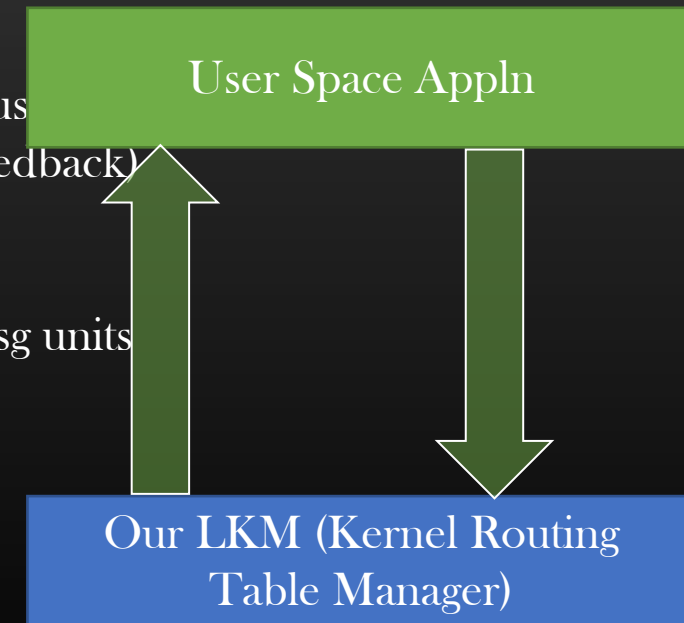 User Space Appln
us
edback)
sg units
Our LKM (Kernel Routing
Table Manager)